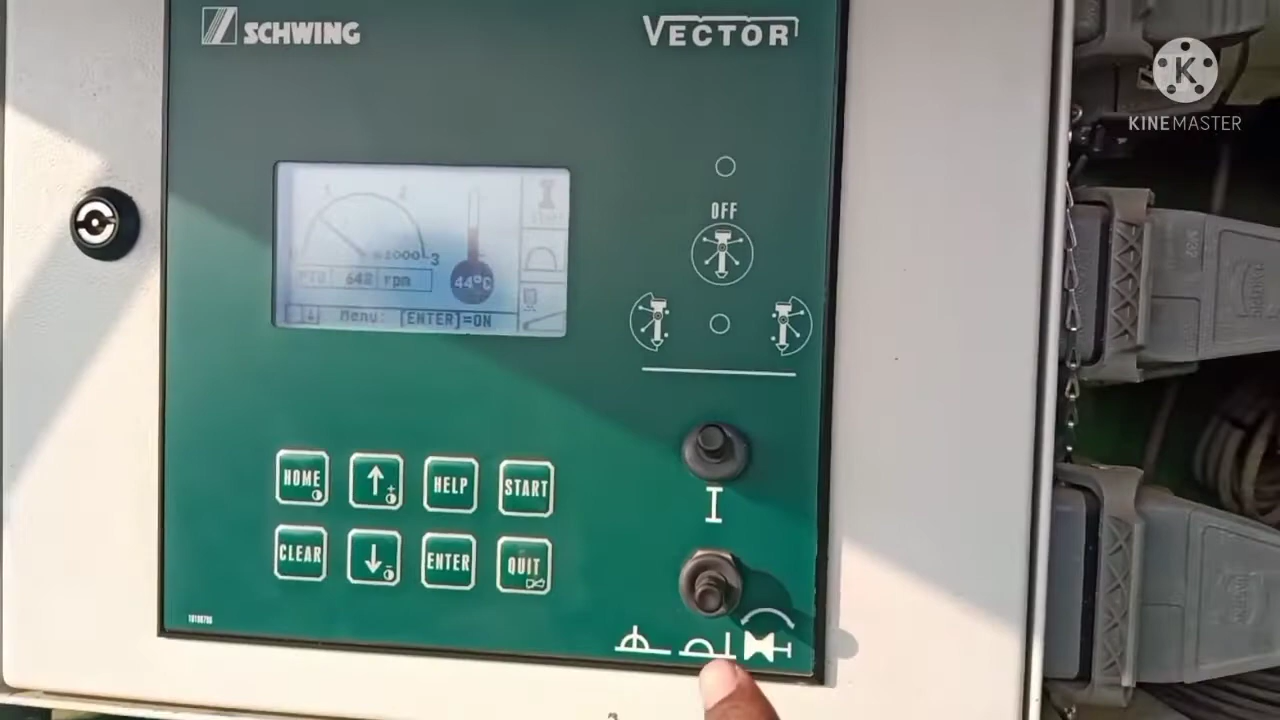 SCHWING
VECTOR
K
KINEMASTER
OFF
x1000
3
642 rpm
44°C
Menu: [ENTER]=ON
HOME
HELP
START
CLEAR
ENTER
QUIT
I